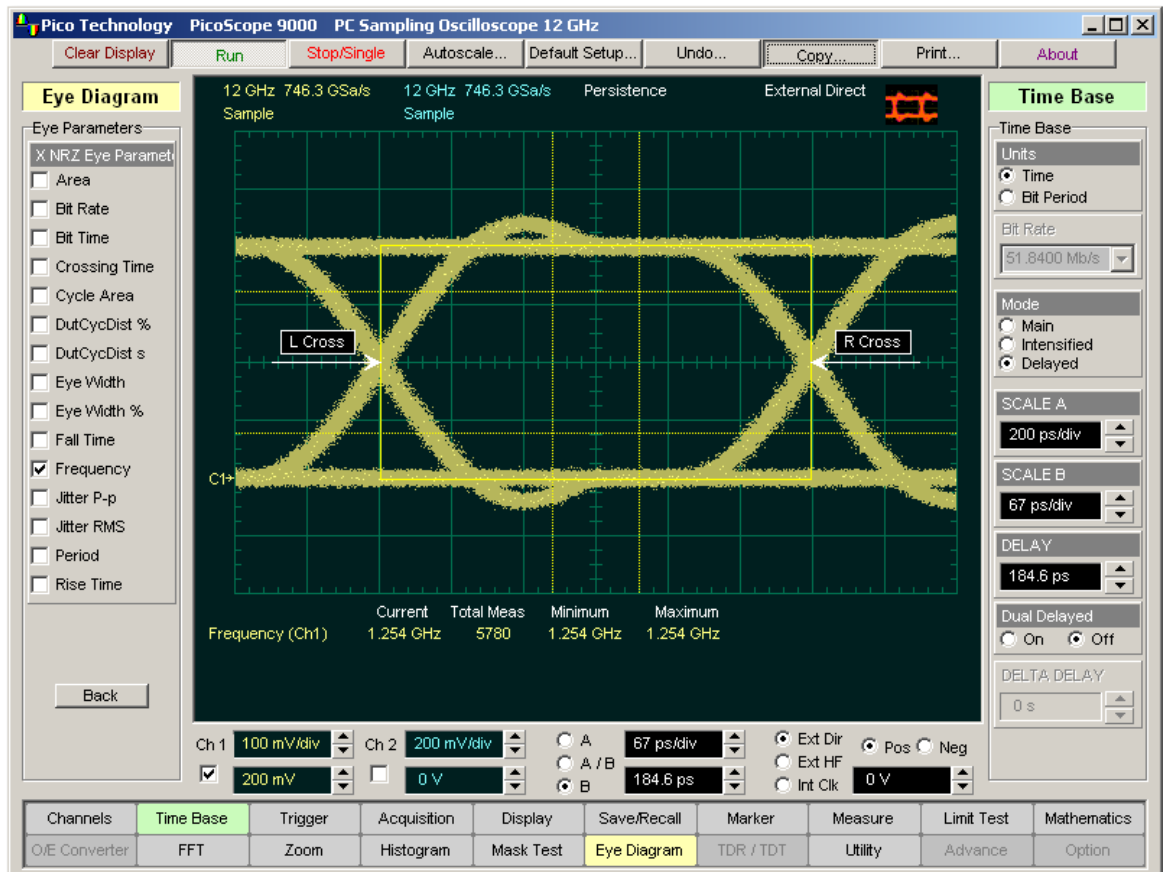 Pico Technology PicoScope 9000 PC Sampling Oscilloscope 12 GHz
Clear Display Run Stop/Single Autoscale... Default Setup... Undo... Copy... Print... About
Eye Diagram
Eye Parameters
X NRZ Eye Paramet
Area
Bit Rate
Bit Time
Crossing Time
Cycle Area
DutCycDist %
DutCycDist s
Eye Width
Eye Width %
Fall Time
Frequency
Jitter P-p
Jitter RMS
Period
Rise Time
Back
12 GHz 746.3 GSa/s 12 GHz 746.3 GSa/s Persistence External Direct
Sample Sample
L Cross R Cross
C1
Current Total Meas Minimum Maximum
Frequency (Ch1) 1.254 GHz 5780 1.254 GHz 1.254 GHz
Time Base
Time Base
Units
Time
Bit Period
Bit Rate
51.8400 Mb/s
Mode
Main
Intensified
Delayed
SCALE A
200 ps/div
SCALE B
67 ps/div
DELAY
184.6 ps
Dual Delayed
On Off
DELTA DELAY
0 s
Ch 1 100 mV/div Ch 2 200 mV/div A 67 ps/div Ext Dir Pos Neg
A / B Ext HF
200 mV 0 V B 184.6 ps Int Clk 0 V
Channels Time Base Trigger Acquisition Display Save/Recall Marker Measure Limit Test Mathematics
O/E Converter FFT Zoom Histogram Mask Test Eye Diagram TDR / TDT Utility Advance Option